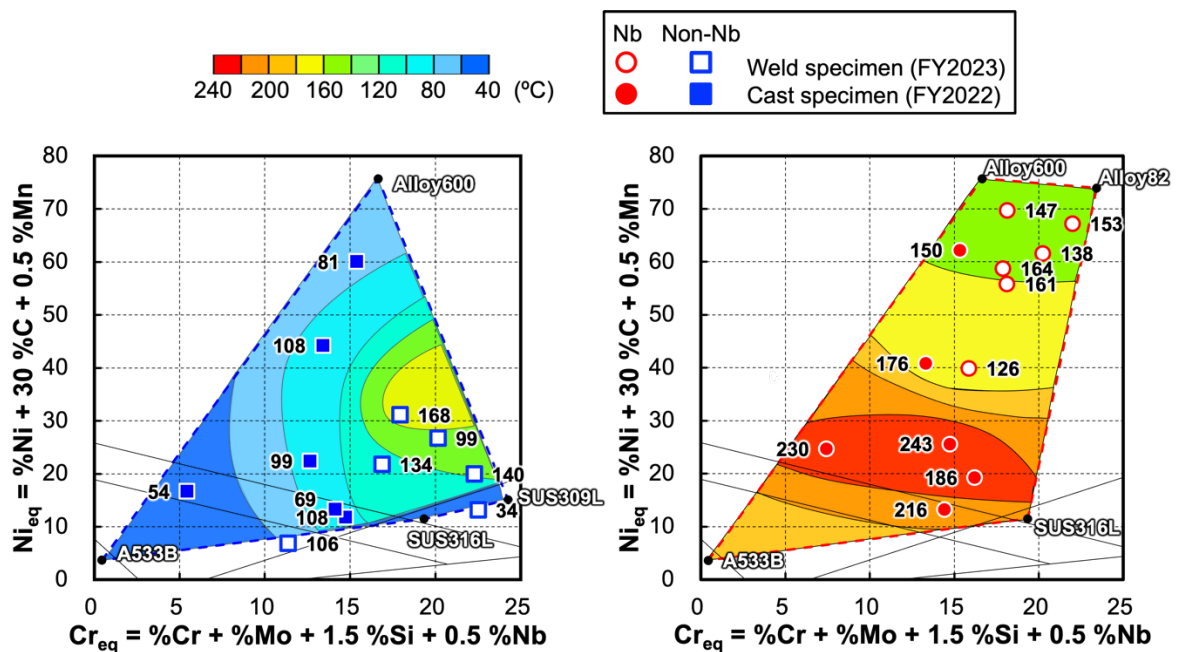 Nb Non-Nb
Weld specimen (FY2023)
Cast specimen (FY2022)
240 200 160 120 80 40 (ºC)
80
70
60
50
40
30
20
10
0
Ni_eq = %Ni + 30 %C + 0.5 %Mn
Alloy600
81
108
168
99
99
134
140
54
69
SUS309L
108
34
SUS316L
106
A533B
0 5 10 15 20 25
Cr_eq = %Cr + %Mo + 1.5 %Si + 0.5 %Nb
80
70
60
50
40
30
20
10
0
Ni_eq = %Ni + 30 %C + 0.5 %Mn
Alloy600
Alloy82
147
153
150
138
164
161
176
126
230
243
186
216
SUS316L
A533B
0 5 10 15 20 25
Cr_eq = %Cr + %Mo + 1.5 %Si + 0.5 %Nb